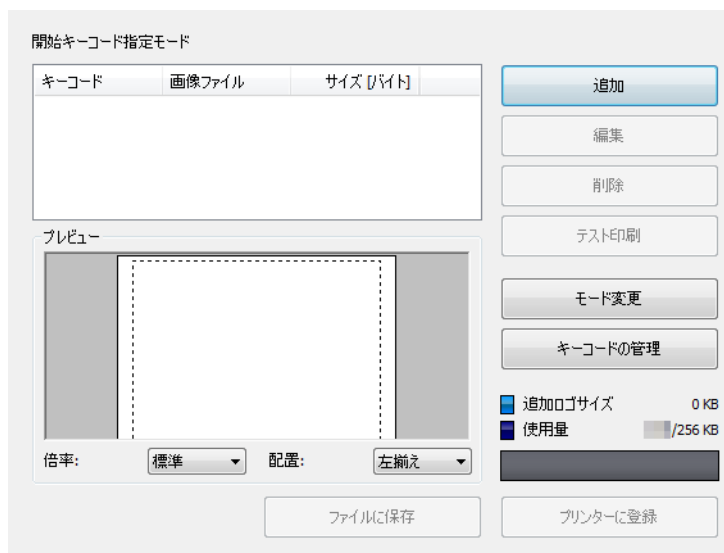 開始キーコード指定モード
キーコード 画像ファイル サイズ [バイト]
追加
編集
削除
テスト印刷
プレビュー
モード変更
キーコードの管理
追加ロゴサイズ 0 KB
使用量 /256 KB
倍率: 標準 配置: 左揃え
ファイルに保存
プリンターに登録